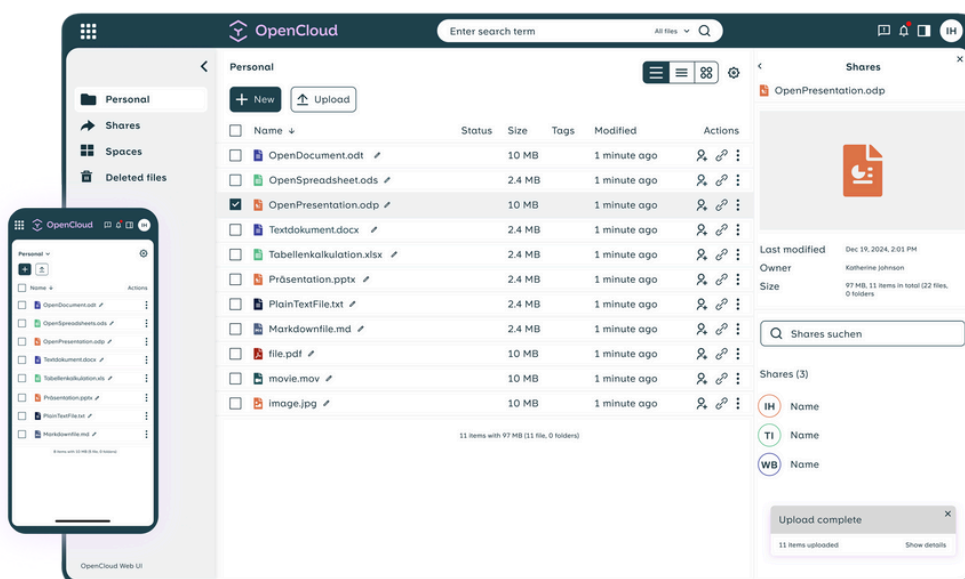 OpenCloud
Enter search term
All files
IH
Personal
Shares
Spaces
Deleted files
OpenCloud Web UI
Personal
New
Upload
Name Status Size Tags Modified Actions
OpenDocument.odt 10 MB 1 minute ago
OpenSpreadsheet.ods 2.4 MB 1 minute ago
OpenPresentation.odp 10 MB 1 minute ago
Textdokument.docx 2.4 MB 1 minute ago
Tabellenkalkulation.xlsx 2.4 MB 1 minute ago
Präsentation.pptx 2.4 MB 1 minute ago
PlainTextFile.txt 2.4 MB 1 minute ago
Markdownfile.md 2.4 MB 1 minute ago
file.pdf 10 MB 1 minute ago
movie.mov 10 MB 1 minute ago
image.jpg 10 MB 1 minute ago
11 items with 97 MB (11 file, 0 folders)
Shares
OpenPresentation.odp
Last modified Dec 19, 2024, 2:01 PM
Owner Katherine Johnson
Size 97 MB, 11 items in total (22 files,
0 folders
Shares suchen
Shares (3)
IH Name
TI Name
WB Name
Upload complete
11 items uploaded Show details
OpenCloud
IH
Personal
Name Actions
OpenDocument.odt
OpenSpreadsheets.ods
OpenPresentation.odp
Textdokument.docx
Tabellenkalkulation.xls
Präsentation.pptx
PlainTextFile.txt
Markdownfile.md